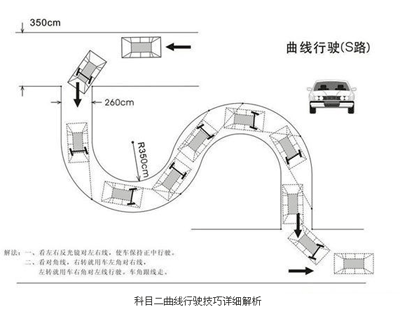 350cm
曲线行驶(S路)
260cm
R350cm
解法：一、看左右反光镜对左右线，使车保持正中行驶。
二、看对角线，右转就用车左角对右线，
左转就用车右角对左线行驶，车角跟线走。
科目二曲线行驶技巧详细解析